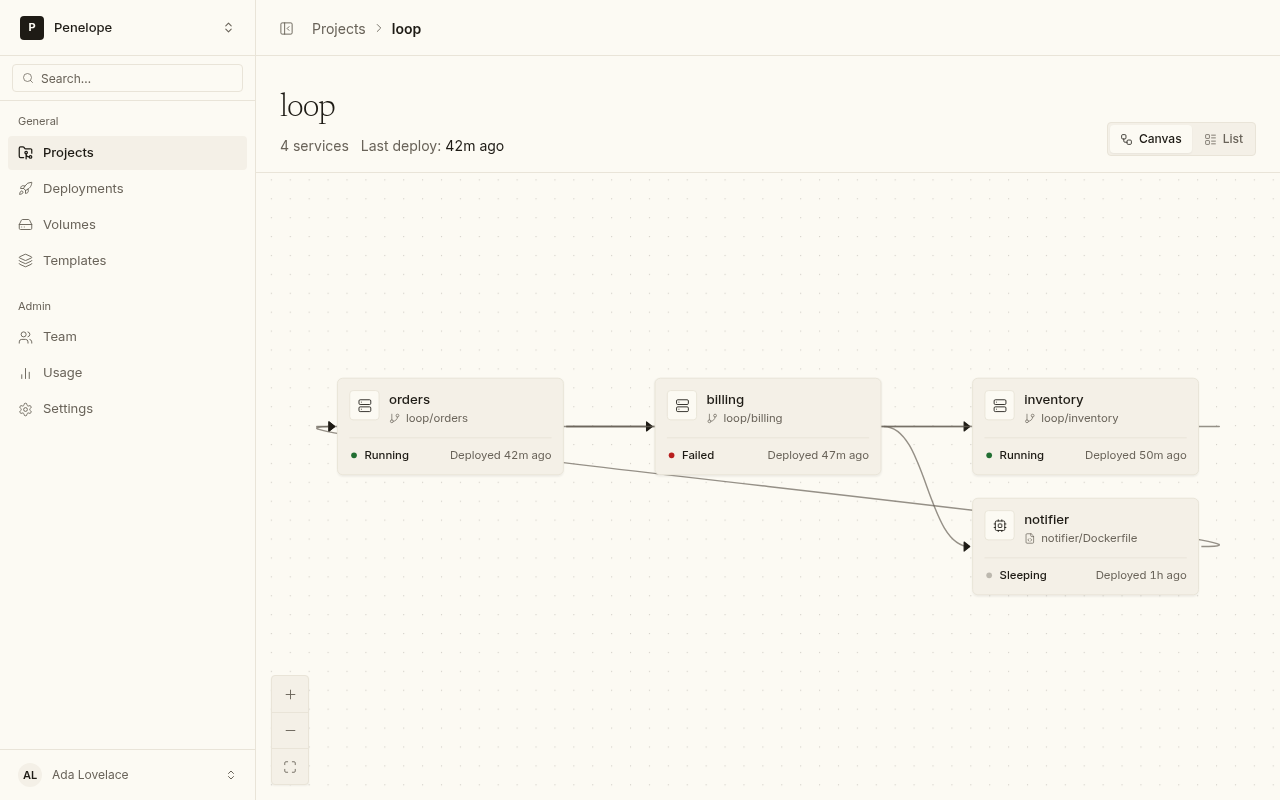 P Penelope
Search...
General
Projects
Deployments
Volumes
Templates
Admin
Team
Usage
Settings
AL Ada Lovelace
Projects loop
loop
4 services Last deploy: 42m ago
Canvas List
orders
loop/orders
Running Deployed 42m ago
billing
loop/billing
Failed Deployed 47m ago
inventory
loop/inventory
Running Deployed 50m ago
notifier
notifier/Dockerfile
Sleeping Deployed 1h ago